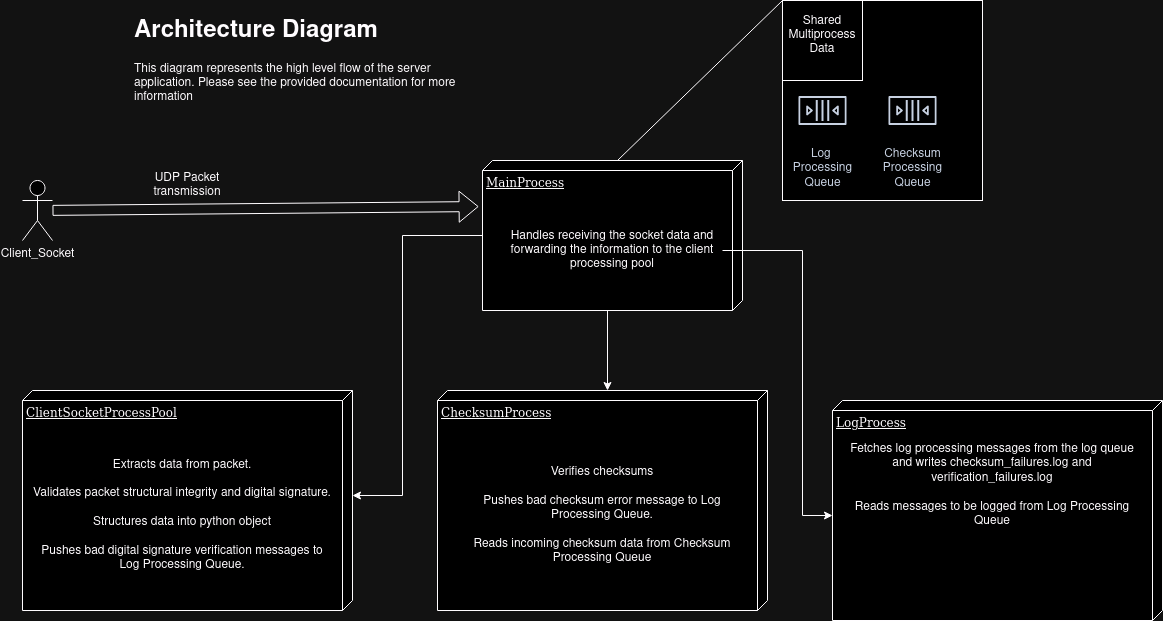 Architecture Diagram
This diagram represents the high level flow of the server
application. Please see the provided documentation for more
information
Shared
Multiprocess
Data
Log
Processing
Queue
Checksum
Processing
Queue
UDP Packet
transmission
Client_Socket
MainProcess
Handles receiving the socket data and
forwarding the information to the client
processing pool
ClientSocketProcessPool
Extracts data from packet.
Validates packet structural integrity and digital signature.
Structures data into python object
Pushes bad digital signature verification messages to
Log Processing Queue.
ChecksumProcess
Verifies checksums
Pushes bad checksum error message to Log
Processing Queue.
Reads incoming checksum data from Checksum
Processing Queue
LogProcess
Fetches log processing messages from the log queue
and writes checksum_failures.log and
verification_failures.log
Reads messages to be logged from Log Processing
Queue